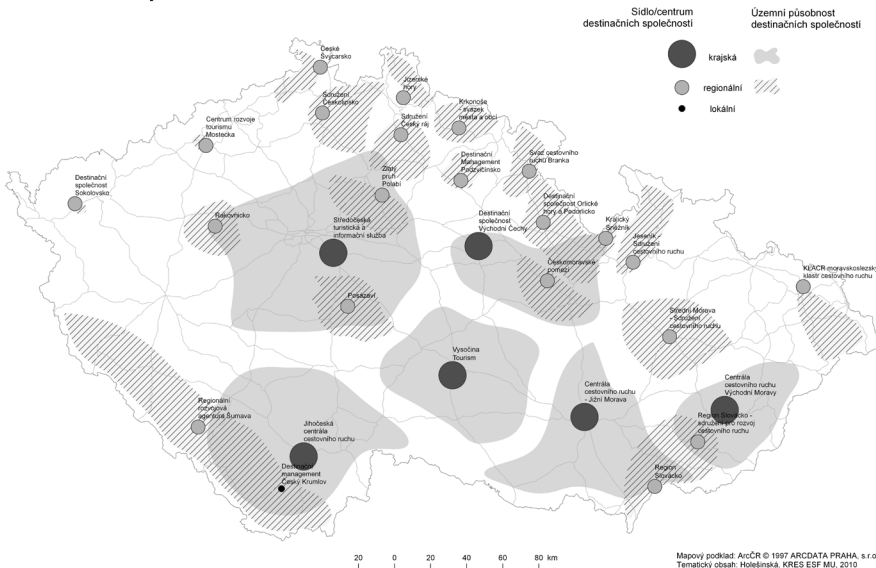 Sídlo/centrum
destinačních společností
Územní působnost
destinačních společností
krajská
regionální
lokální
České
Švýcarsko
Jizerské
hory
Sdružení
Českolipsko
Krkonoše
- svazek
města a obcí
Sdružení
Český ráj
Centrum rozvoje
tourismu
Mostecka
Svaz cestovního
ruchu Branka
Destinační
Management
Podzvičinsko
Zlatý
pruh
Polabí
Destinační
společnost
Sokolovsko
Destinační
společnost Orlické
hory a Podorlicko
Rakovnicko
Středočeská
turistická a
informační služba
Destinační
společnost
Východní Čechy
Králický
Sněžník
Jeseník -
Sdružení
cestovního ruchu
Českomoravské
pomezí
KLACR moravskoslezský
klastr cestovního ruchu
Posázaví
Střední Morava
- Sdružení
cestovního ruchu
Vysočina
Tourism
Centrála
cestovního ruchu
- Jižní Morava
Centrála
cestovního ruchu
Východní Moravy
Regionální
rozvojová
agentura Šumava
Jihočeská
centrála
cestovního ruchu
Region Slovácko -
sdružení pro rozvoj
cestovního ruchu
Destinační
management
Český Krumlov
Region
Slovácko
20 0 20 40 60 80 km
Mapový podklad: ArcČR © 1997 ARCDATA PRAHA, s.r.o
Tematický obsah: Holešinská, KRES ESF MU, 2010